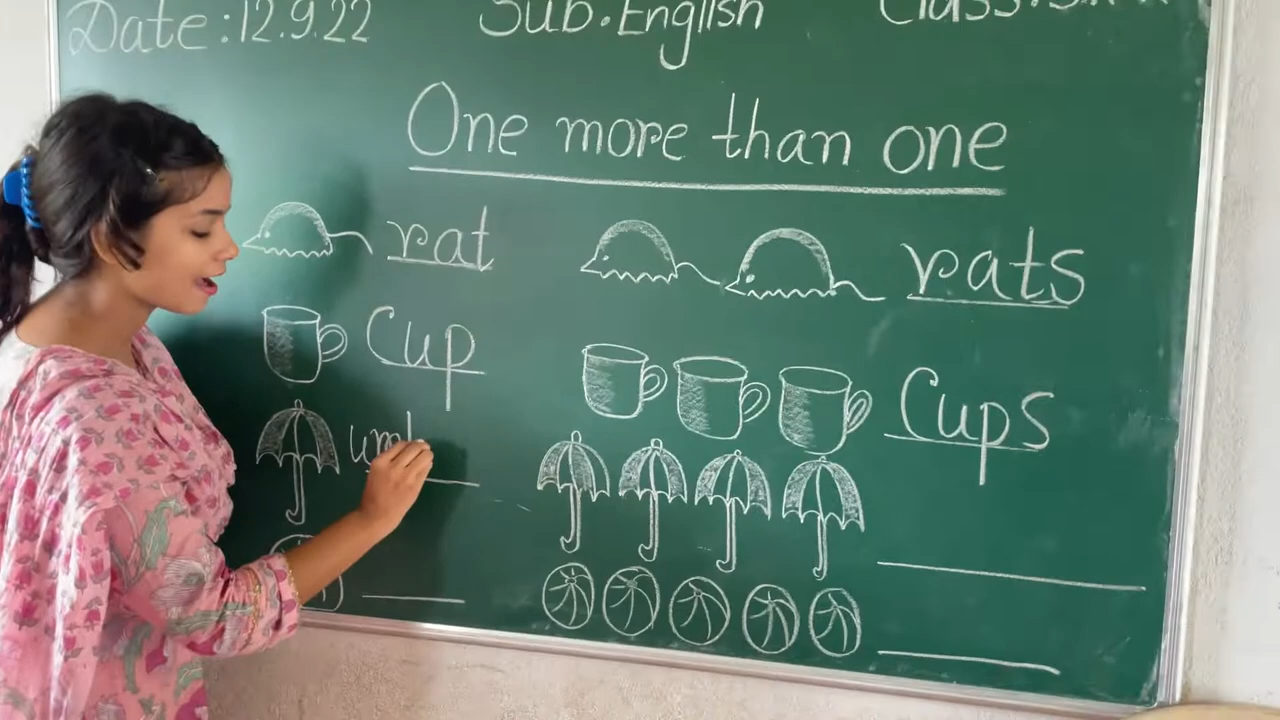 Date:12.9.22 Sub.English Class:
One more than one
rat rats
Cup Cups
um